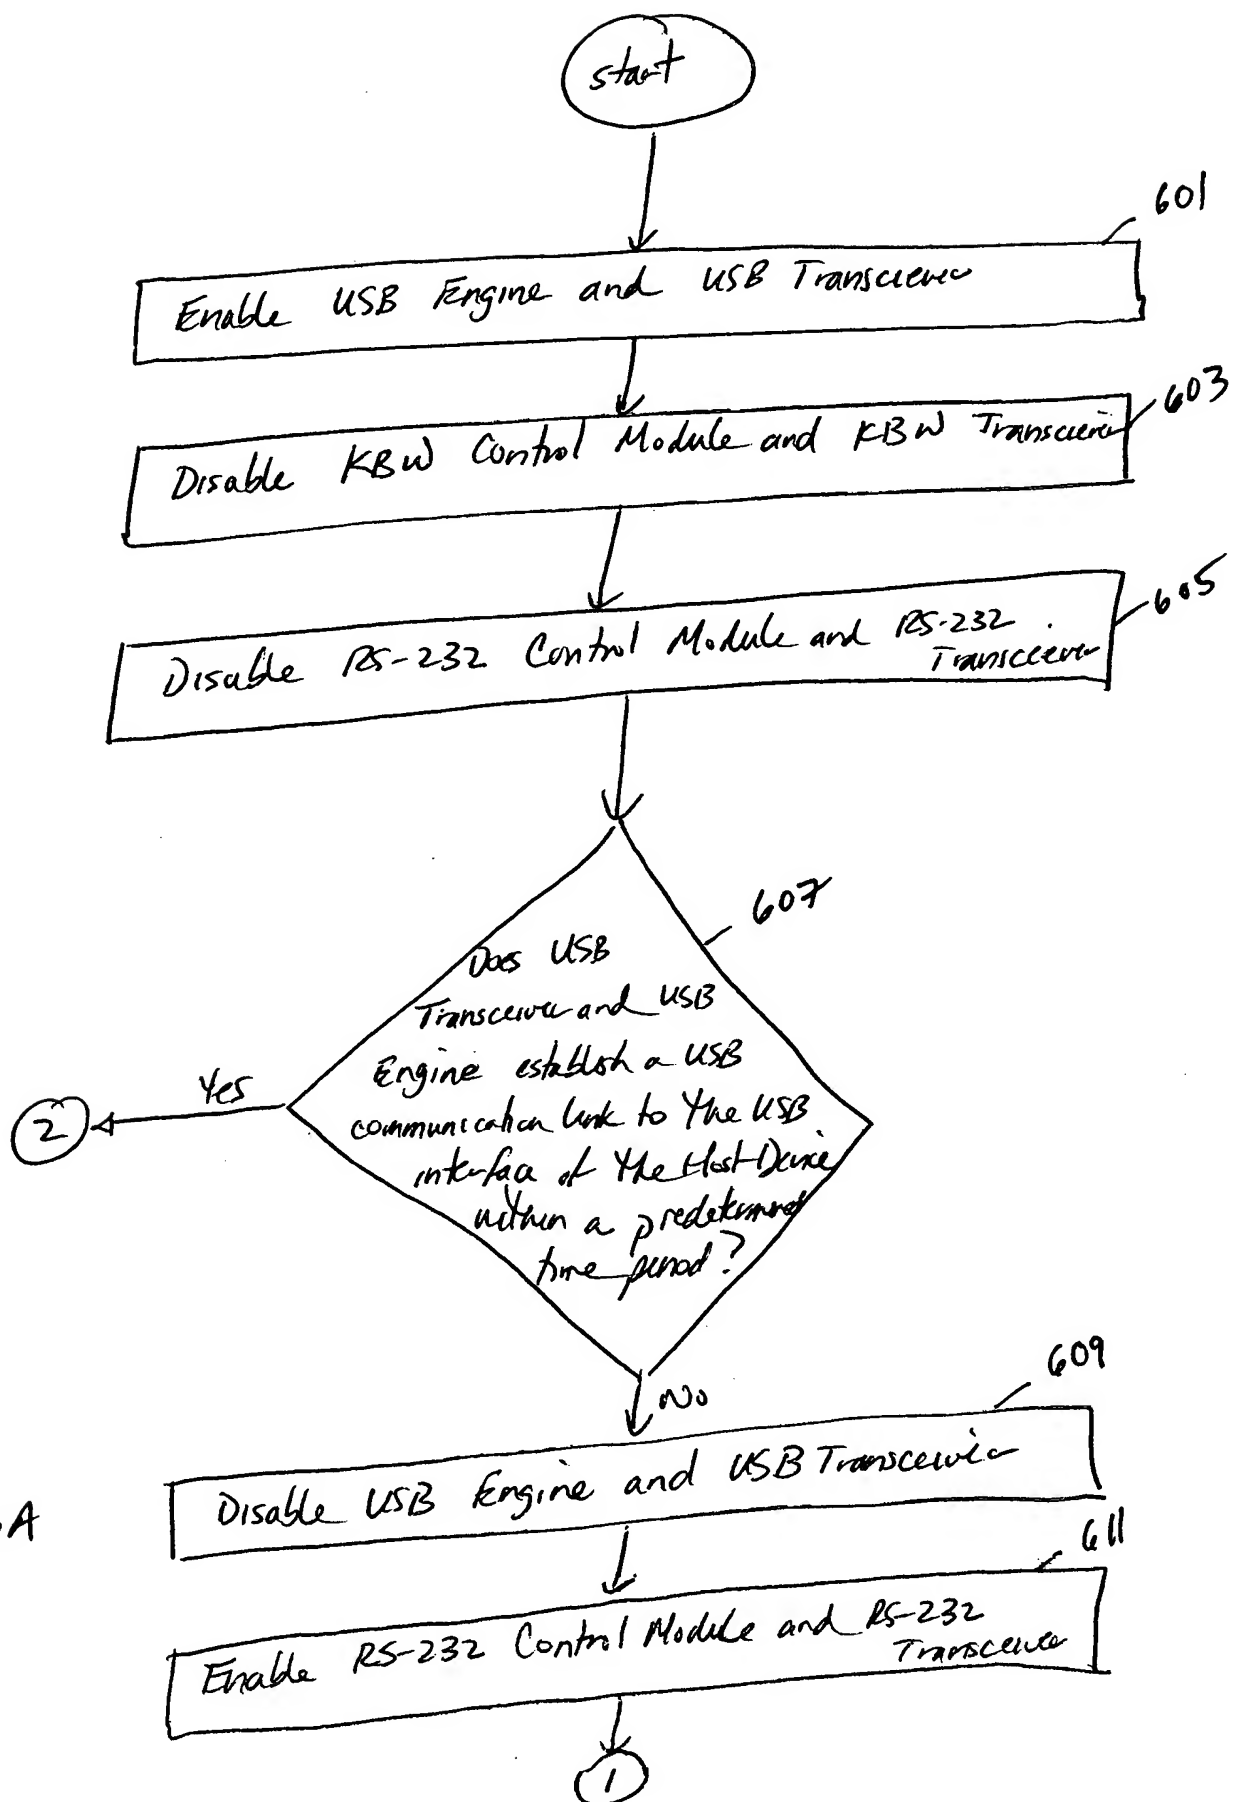 start
601
Enable USB Engine and USB Transciever
603
Disable KBW Control Module and KBW Transciever
605
Disable RS-232 Control Module and RS-232
Transceever
607
Does USB
Transceiver and USB
Engine establish a USB
communication link to the USB
interface of the Host Device
within a predetermined
time period?
Yes
2
No
609
Disable USB Engine and USB Transceiver
611
Enable RS-232 Control Module and RS-232
Transceiver
1
A